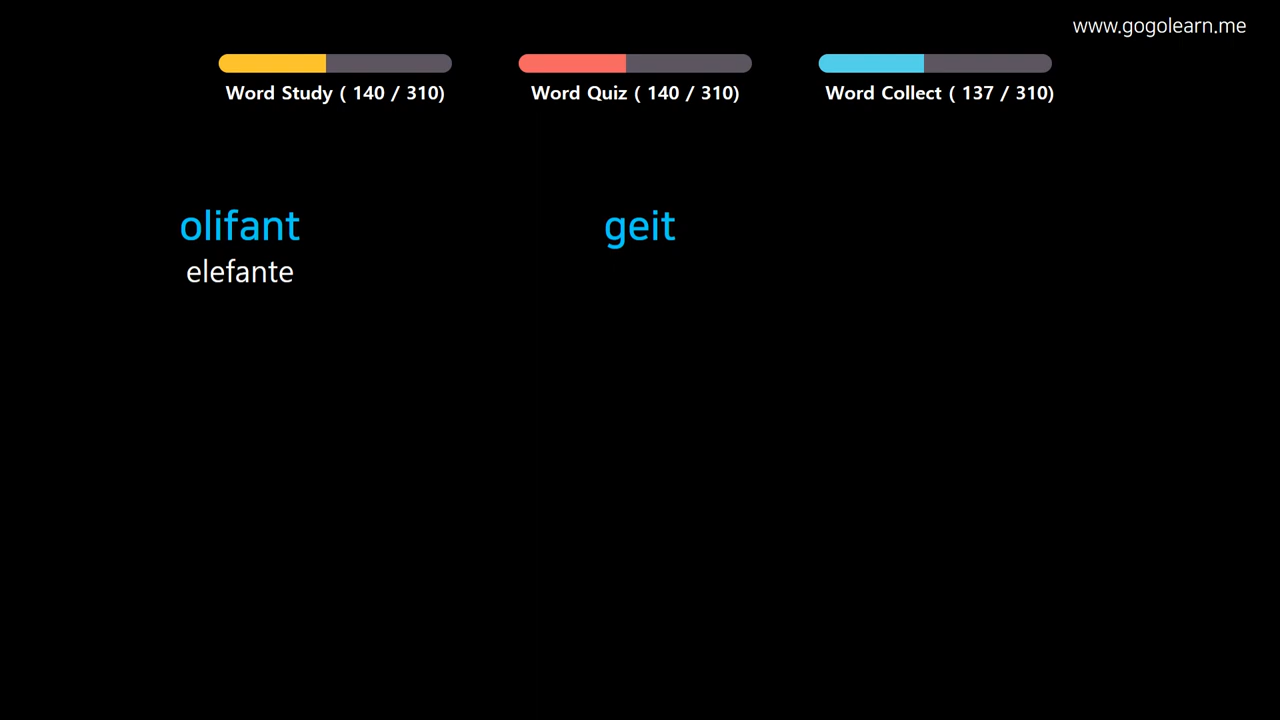 www.gogolearn.me
Word Study ( 140 / 310)
Word Quiz ( 140 / 310)
Word Collect ( 137 / 310)
olifant
elefante
geit